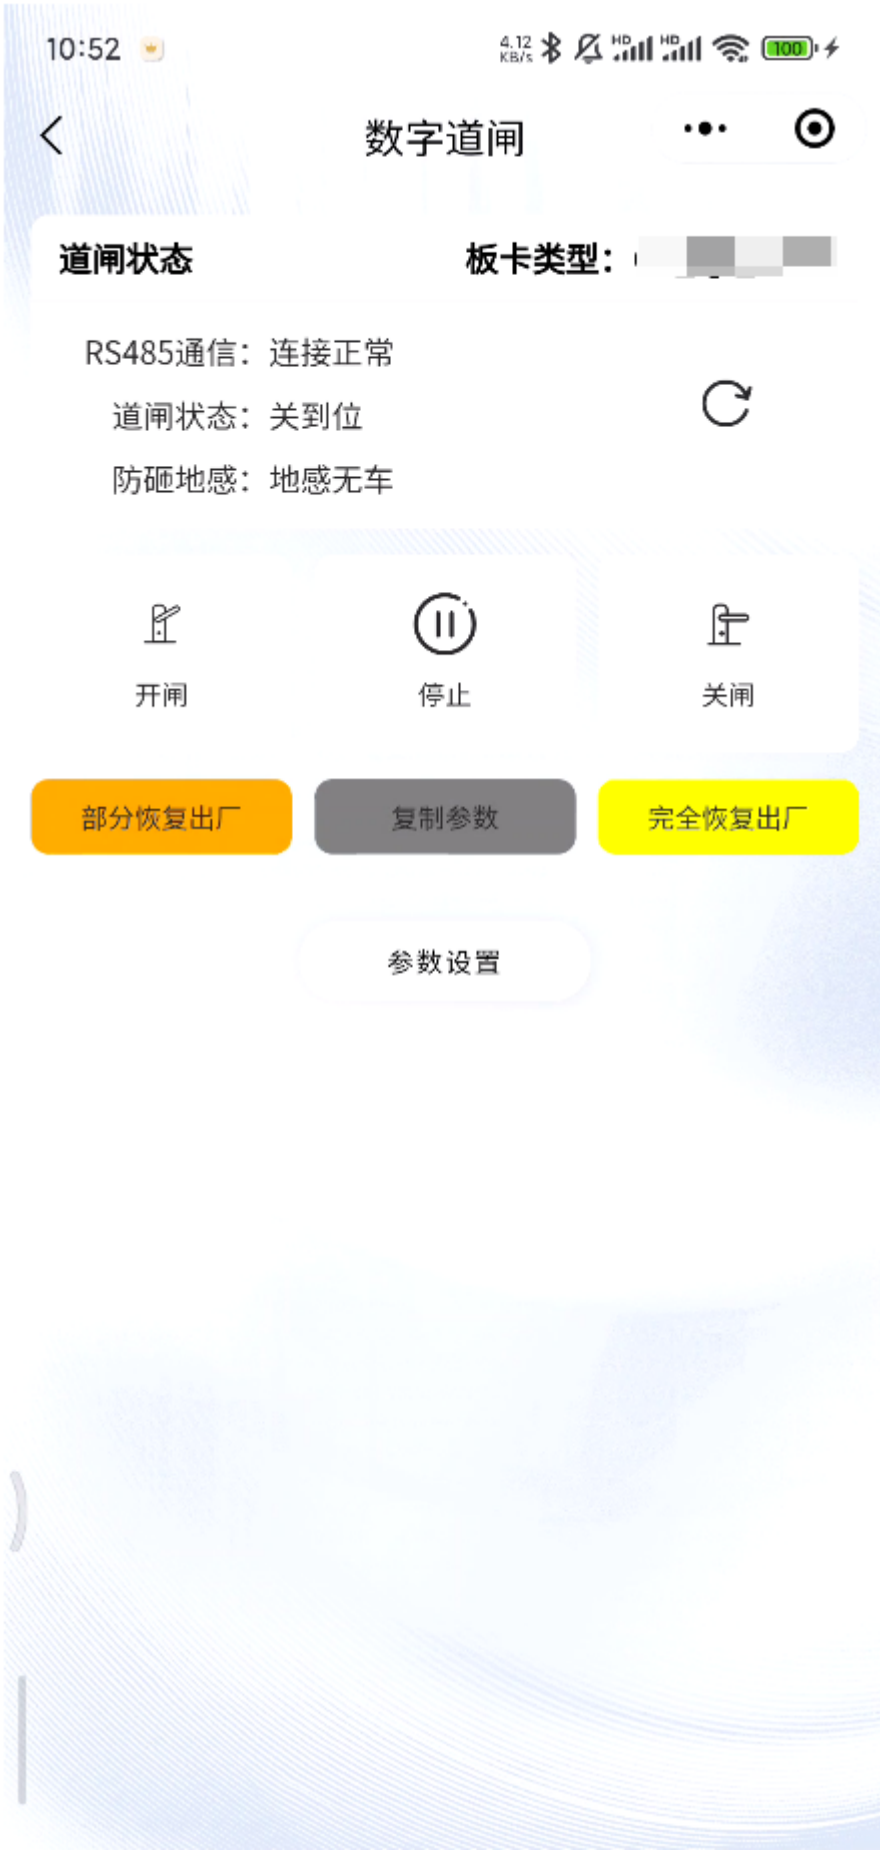 10:52
4.12 KB/s HD HD 100
数字道闸
道闸状态 板卡类型：
RS485通信：连接正常
道闸状态：关到位
防砸地感：地感无车
开闸 停止 关闸
部分恢复出厂 复制参数 完全恢复出厂
参数设置